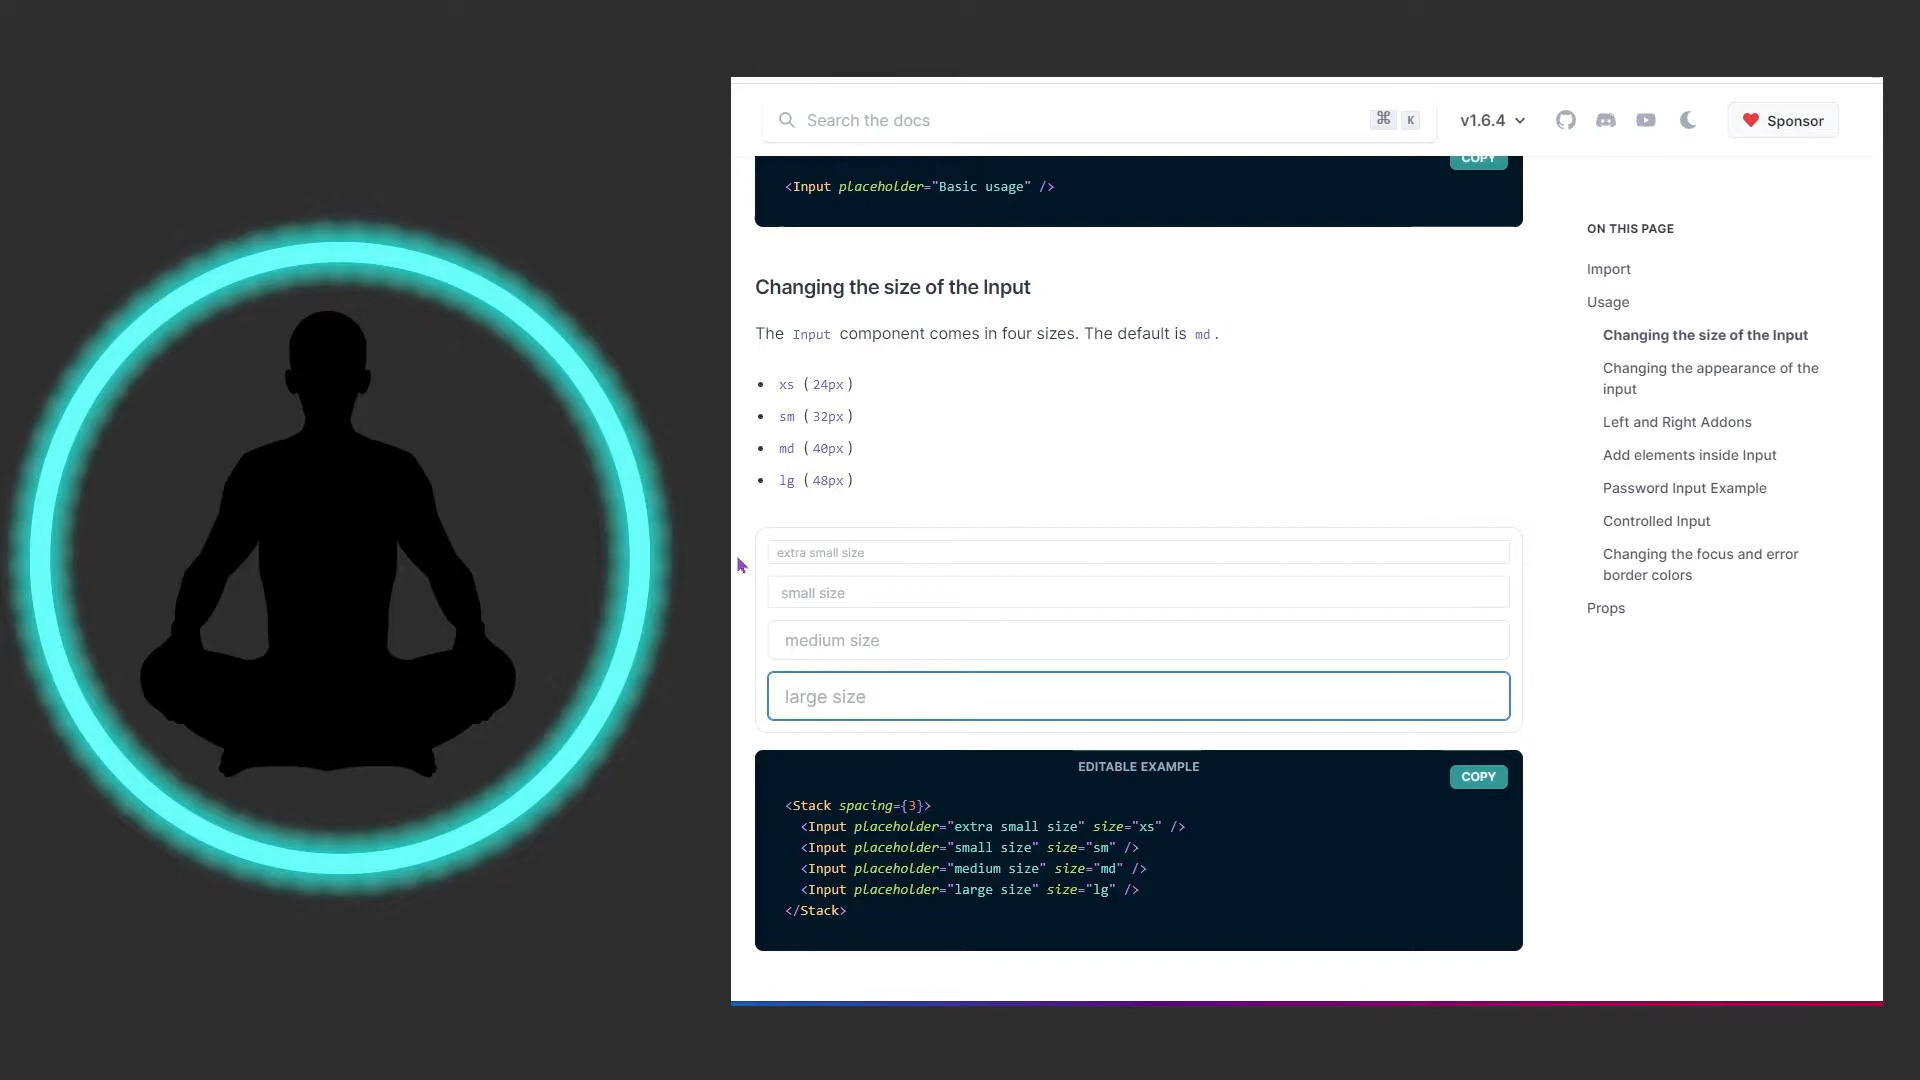 Search the docs
⌘ K
v1.6.4
Sponsor
COPY
<Input placeholder="Basic usage" />
Changing the size of the Input
The Input component comes in four sizes. The default is md.
• xs (24px)
• sm (32px)
• md (40px)
• lg (48px)
extra small size
small size
medium size
large size
EDITABLE EXAMPLE
COPY
<Stack spacing={3}>
  <Input placeholder="extra small size" size="xs" />
  <Input placeholder="small size" size="sm" />
  <Input placeholder="medium size" size="md" />
  <Input placeholder="large size" size="lg" />
</Stack>
ON THIS PAGE
Import
Usage
Changing the size of the Input
Changing the appearance of the
input
Left and Right Addons
Add elements inside Input
Password Input Example
Controlled Input
Changing the focus and error
border colors
Props